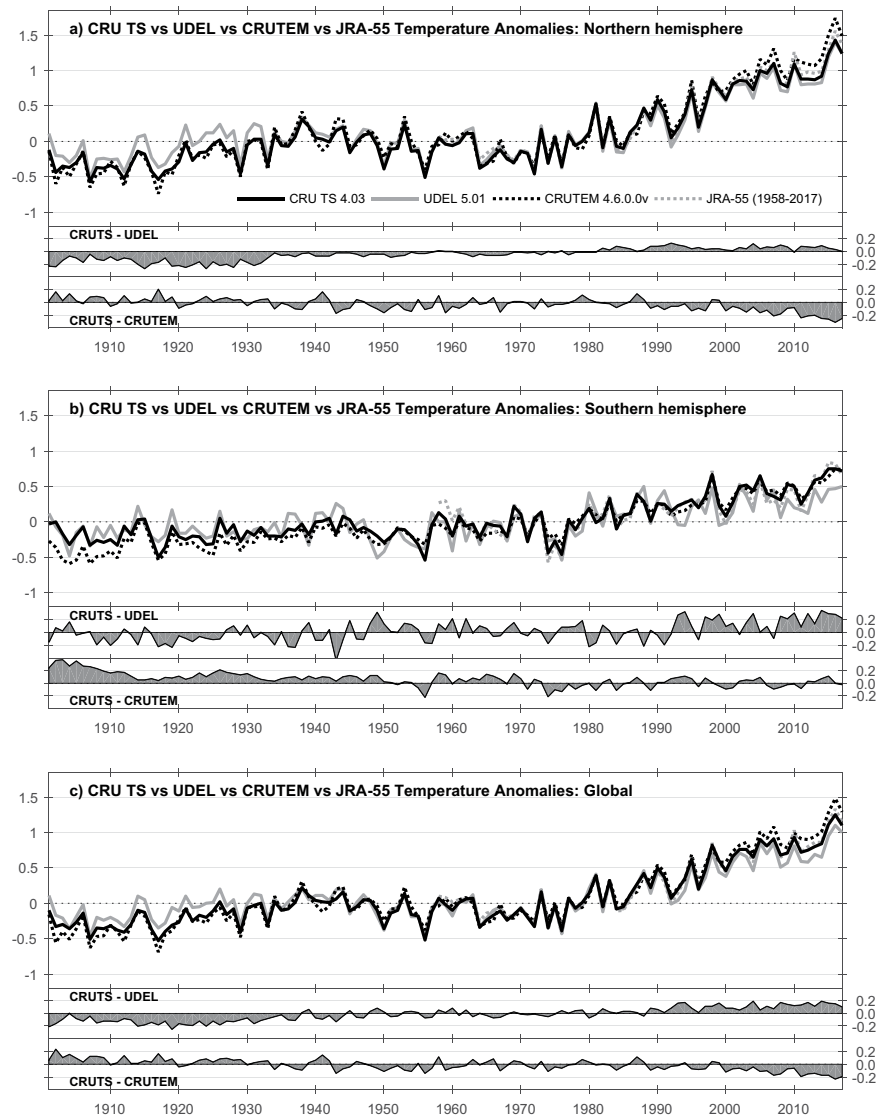 a) CRU TS vs UDEL vs CRUTEM vs JRA-55 Temperature Anomalies: Northern hemisphere
1.5
1
0.5
0
-0.5
-1
CRU TS 4.03 UDEL 5.01 CRUTEM 4.6.0.0v JRA-55 (1958-2017)
CRUTS - UDEL
0.2
0.0
-0.2
0.2
0.0
-0.2
CRUTS - CRUTEM
1910 1920 1930 1940 1950 1960 1970 1980 1990 2000 2010
b) CRU TS vs UDEL vs CRUTEM vs JRA-55 Temperature Anomalies: Southern hemisphere
1.5
1
0.5
0
-0.5
-1
CRUTS - UDEL
0.2
0.0
-0.2
0.2
0.0
-0.2
CRUTS - CRUTEM
1910 1920 1930 1940 1950 1960 1970 1980 1990 2000 2010
c) CRU TS vs UDEL vs CRUTEM vs JRA-55 Temperature Anomalies: Global
1.5
1
0.5
0
-0.5
-1
CRUTS - UDEL
0.2
0.0
-0.2
0.2
0.0
-0.2
CRUTS - CRUTEM
1910 1920 1930 1940 1950 1960 1970 1980 1990 2000 2010